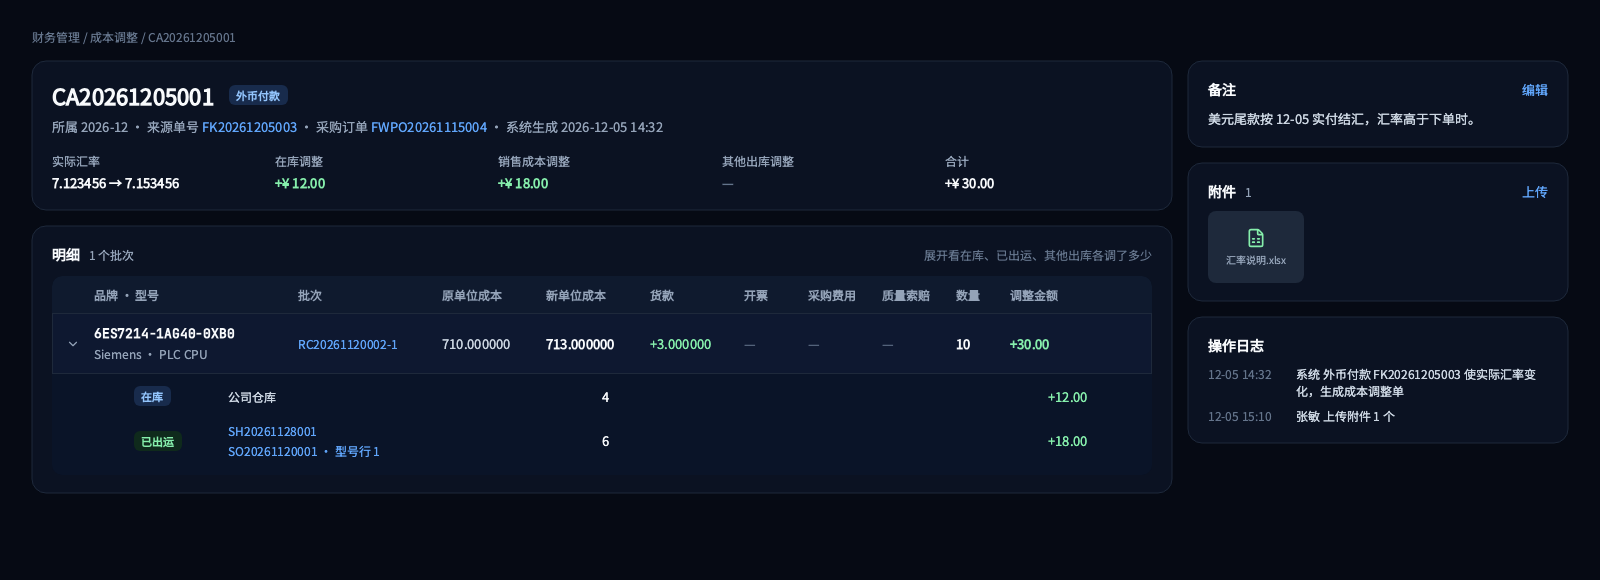 财务管理 / 成本调整 / CA20261205001
CA20261205001 外币付款
所属 2026-12 • 来源单号 FK20261205003 • 采购订单 FWPO20261115004 • 系统生成 2026-12-05 14:32
实际汇率 在库调整 销售成本调整 其他出库调整 合计
7.123456 → 7.153456 +¥ 12.00 +¥ 18.00 — +¥ 30.00
明细 1 个批次 展开看在库、已出运、其他出库各调了多少
品牌 • 型号 批次 原单位成本 新单位成本 货款 开票 采购费用 质量索赔 数量 调整金额
6ES7214-1AG40-0XB0
Siemens • PLC CPU
RC20261120002-1 710.000000 713.000000 +3.000000 — — — 10 +30.00
在库 公司仓库 4 +12.00
已出运 SH20261128001 6 +18.00
SO20261120001 • 型号行 1
备注 编辑
美元尾款按 12-05 实付结汇，汇率高于下单时。
附件 1 上传
汇率说明.xlsx
操作日志
12-05 14:32 系统 外币付款 FK20261205003 使实际汇率变
化，生成成本调整单
12-05 15:10 张敏 上传附件 1 个